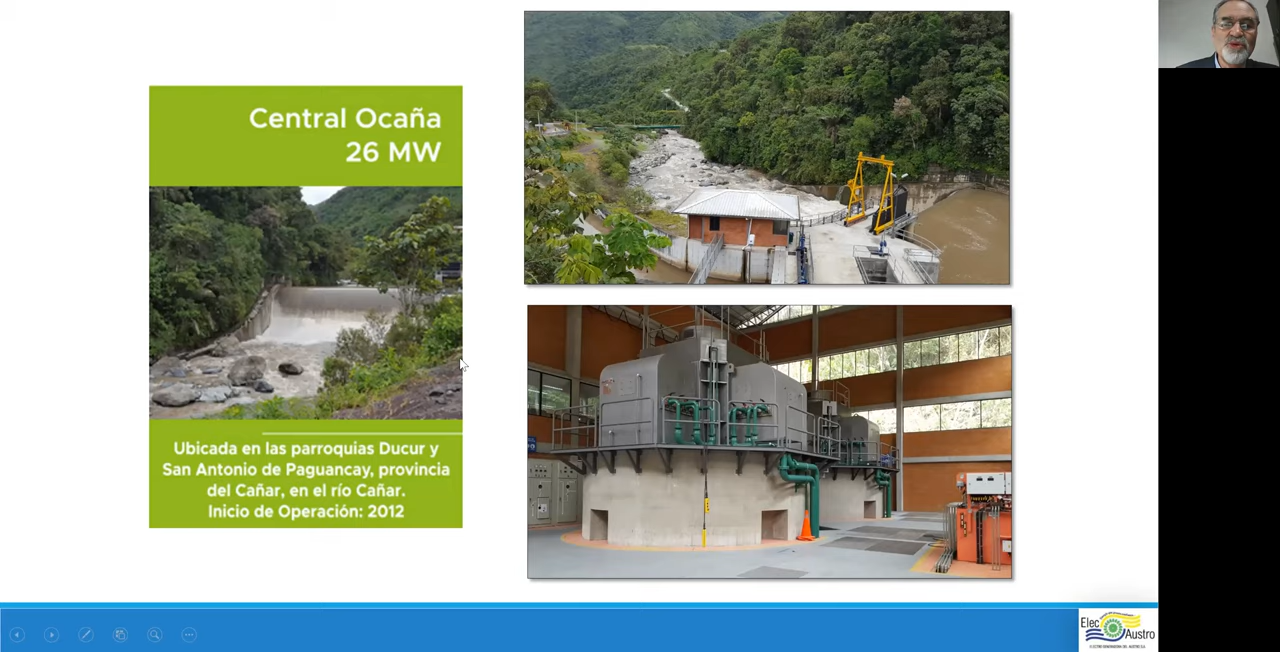 Central Ocaña
26 MW
Ubicada en las parroquias Ducur y
San Antonio de Paguancay, provincia
del Cañar, en el río Cañar.
Inicio de Operación: 2012
Elec
Austro